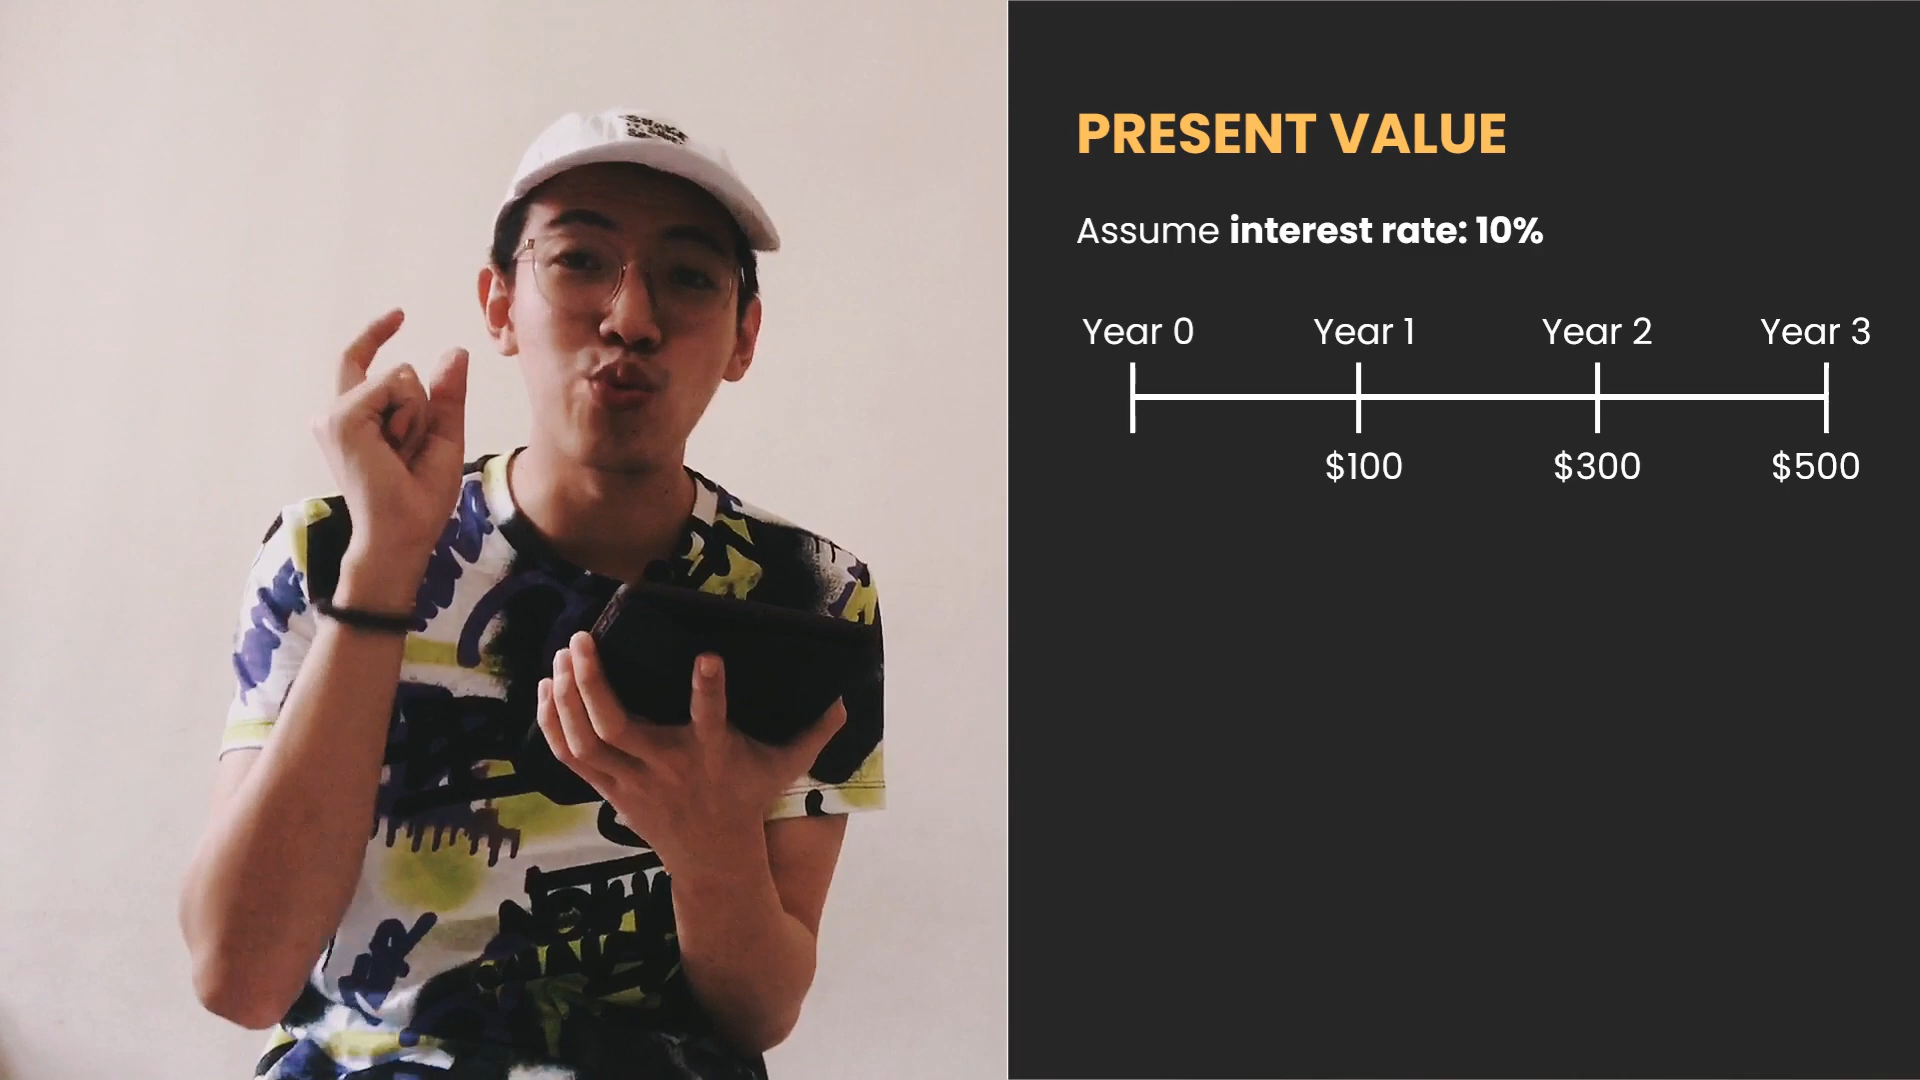 PRESENT VALUE
Assume interest rate: 10%
Year 0 Year 1 Year 2 Year 3
$100 $300 $500